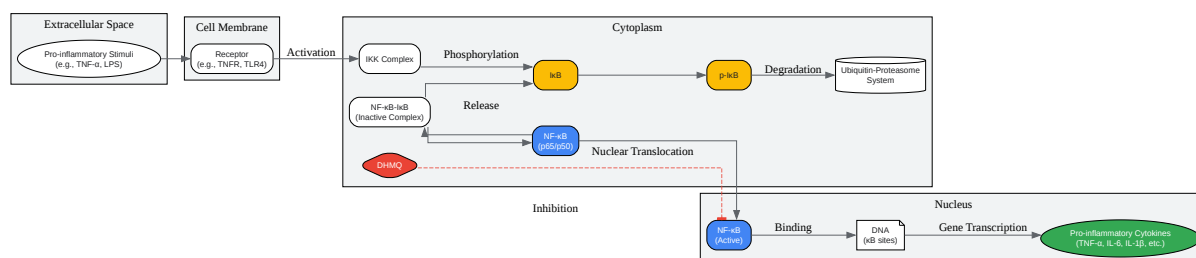 Extracellular Space
Pro-inflammatory Stimuli
(e.g., TNF-α, LPS)
Cell Membrane
Receptor
(e.g., TNFR, TLR4)
Activation
Cytoplasm
IKK Complex
Phosphorylation
IκB
p-IκB
Degradation
Ubiquitin-Proteasome
System
NF-κB-IκB
(Inactive Complex)
Release
NF-κB
(p65/p50)
Nuclear Translocation
DHMQ
Inhibition
Nucleus
NF-κB
(Active)
Binding
DNA
(κB sites)
Gene Transcription
Pro-inflammatory Cytokines
(TNF-α, IL-6, IL-1β, etc.)